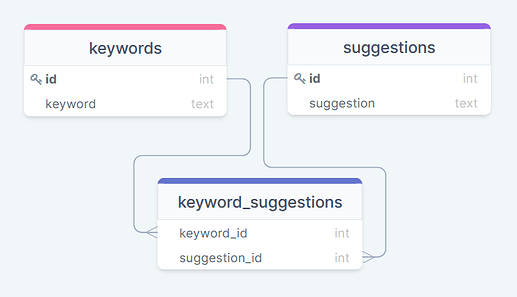 keywords
id int
keyword text
suggestions
id int
suggestion text
keyword_suggestions
keyword_id int
suggestion_id int